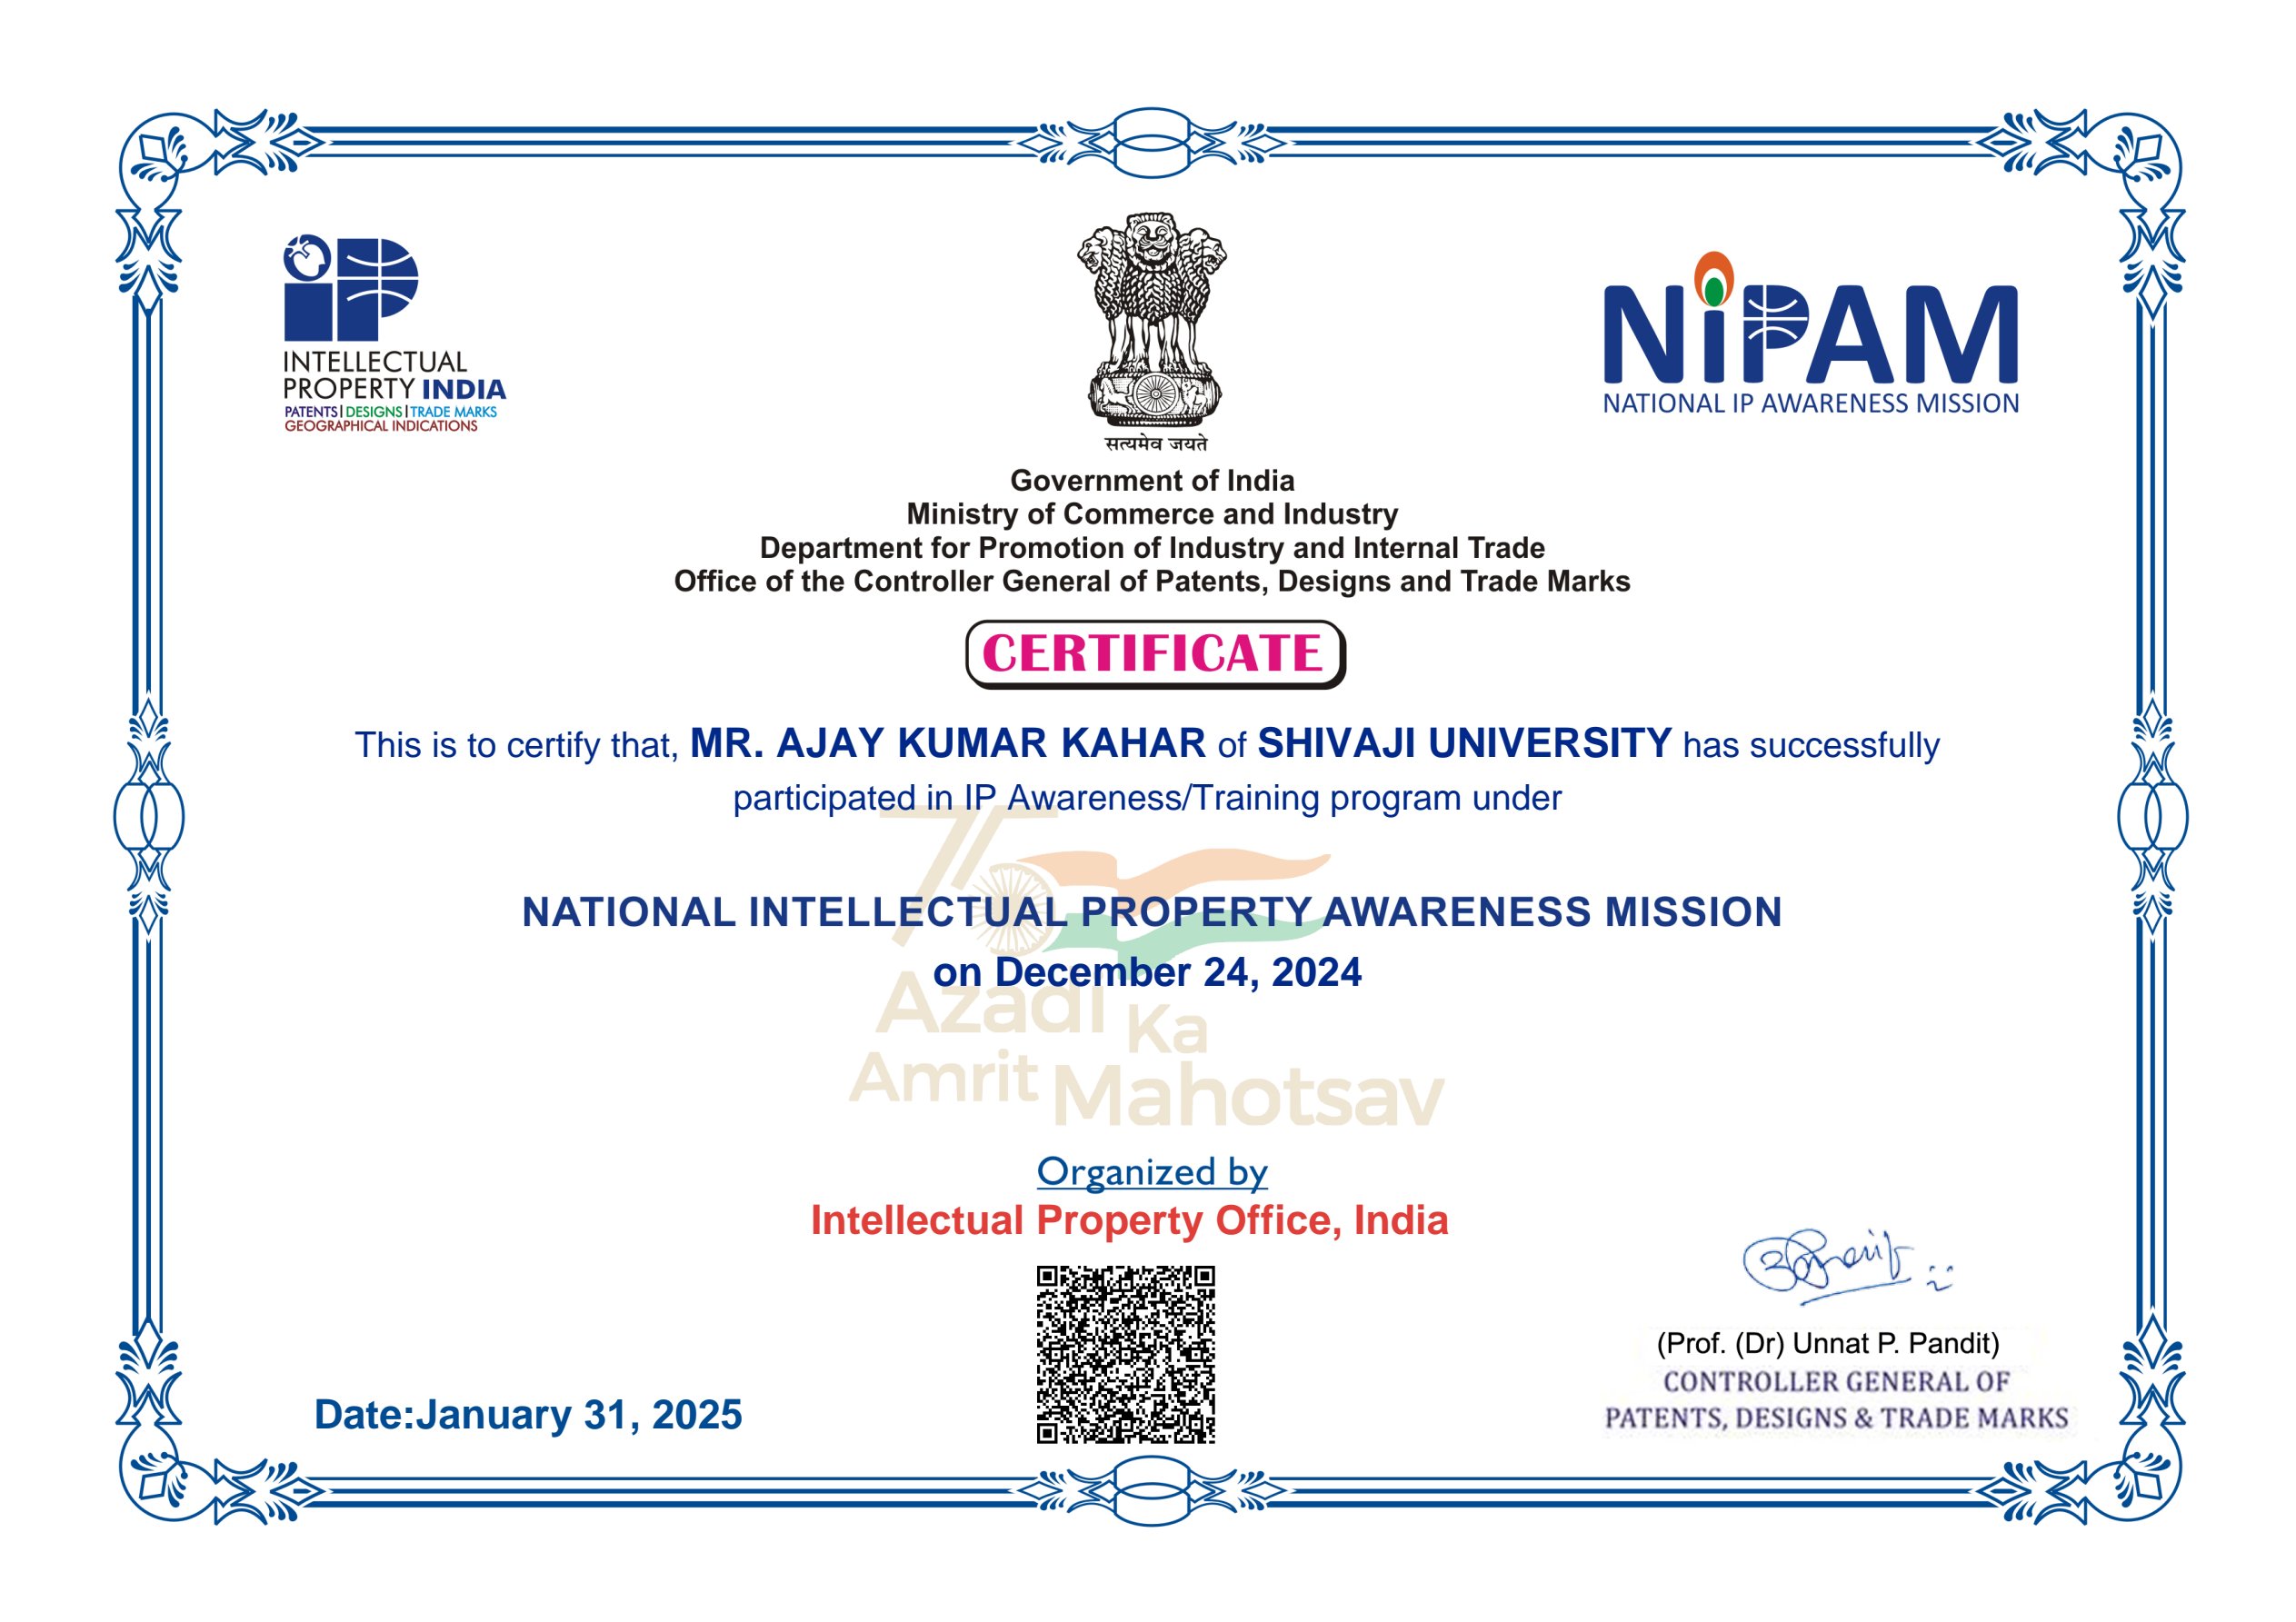 iP
INTELLECTUAL
PROPERTY INDIA
PATENTS|DESIGNS|TRADE MARKS
GEOGRAPHICAL INDICATIONS
सत्यमेव जयते
NiPAM
NATIONAL IP AWARENESS MISSION
Government of India
Ministry of Commerce and Industry
Department for Promotion of Industry and Internal Trade
Office of the Controller General of Patents, Designs and Trade Marks
CERTIFICATE
This is to certify that, MR. AJAY KUMAR KAHAR of SHIVAJI UNIVERSITY has successfully
participated in IP Awareness/Training program under
75
NATIONAL INTELLECTUAL PROPERTY AWARENESS MISSION
on December 24, 2024
Azadi Ka
Amrit Mahotsav
Organized by
Intellectual Property Office, India
(Prof. (Dr) Unnat P. Pandit)
CONTROLLER GENERAL OF
PATENTS, DESIGNS & TRADE MARKS
Date:January 31, 2025